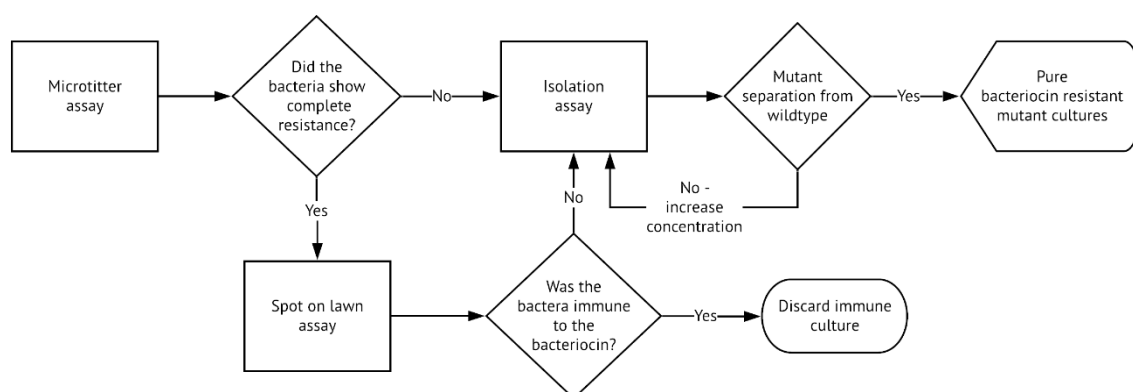 Microtitter
assay
Did the
bacteria show
complete
resistance?
No
Isolation
assay
Mutant
separation from
wildtype
Yes
Pure
bacteriocin resistant
mutant cultures
Yes
No
No -
increase
concentration
Spot on lawn
assay
Was the
bactera immune
to the
bacteriocin?
Yes
Discard immune
culture